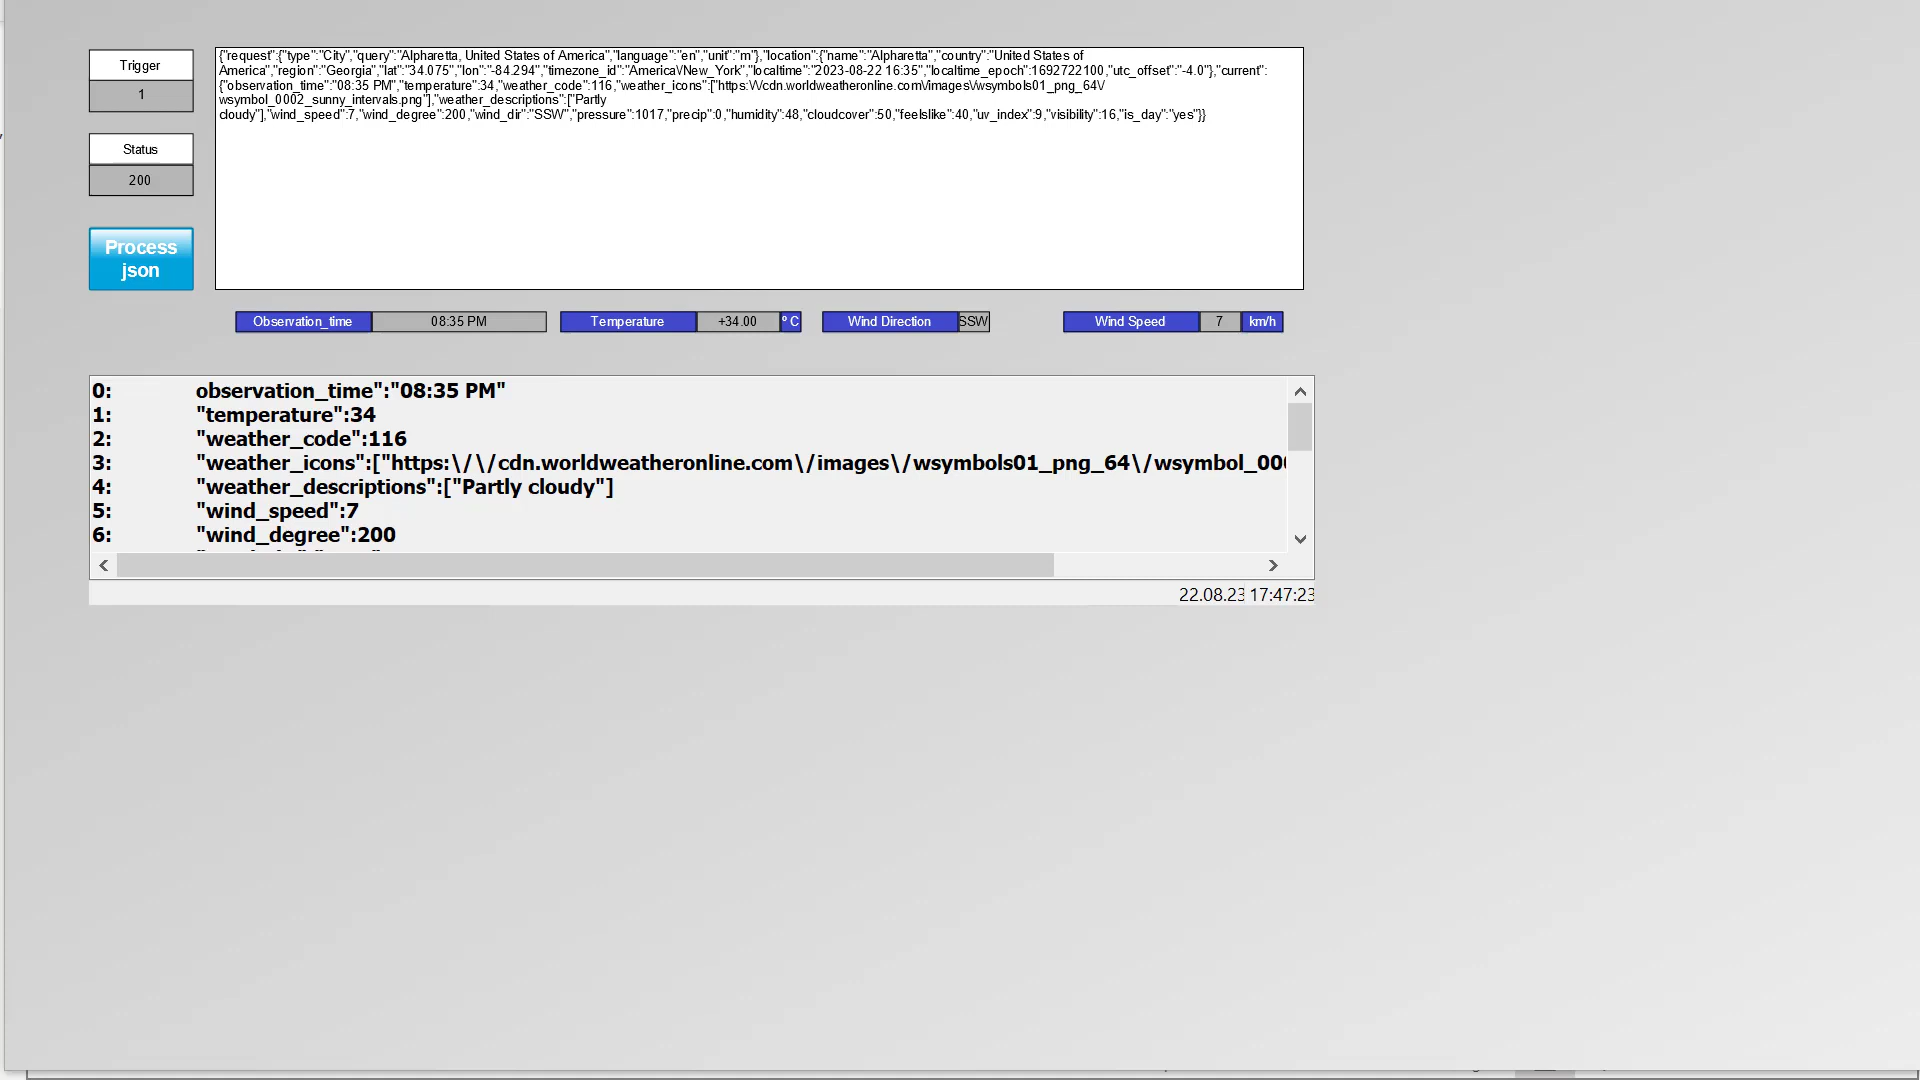 Trigger
1
{"request":{"type":"City","query":"Alpharetta, United States of America","language":"en","unit":"m"},"location":{"name":"Alpharetta","country":"United States of
America","region":"Georgia","lat":"34.075","lon":"-84.294","timezone_id":"America\/New_York","localtime":"2023-08-22 16:35","localtime_epoch":1692722100,"utc_offset":"-4.0"},"current":
{"observation_time":"08:35 PM","temperature":34,"weather_code":116,"weather_icons":["https:\/\/cdn.worldweatheronline.com\/images\/wsymbols01_png_64\/
wsymbol_0002_sunny_intervals.png"],"weather_descriptions":["Partly
cloudy"],"wind_speed":7,"wind_degree":200,"wind_dir":"SSW","pressure":1017,"precip":0,"humidity":48,"cloudcover":50,"feelslike":40,"uv_index":9,"visibility":16,"is_day":"yes"}}
Status
200
Process
json
Observation_time 08:35 PM Temperature +34.00 º C Wind Direction SSW Wind Speed 7 km/h
0: observation_time":"08:35 PM"
1: "temperature":34
2: "weather_code":116
3: "weather_icons":["https:\/\/cdn.worldweatheronline.com\/images\/wsymbols01_png_64\/wsymbol_000
4: "weather_descriptions":["Partly cloudy"]
5: "wind_speed":7
6: "wind_degree":200
22.08.23 17:47:23